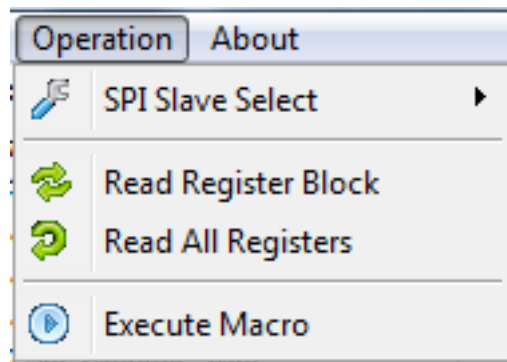 Operation About
SPI Slave Select
Read Register Block
Read All Registers
Execute Macro